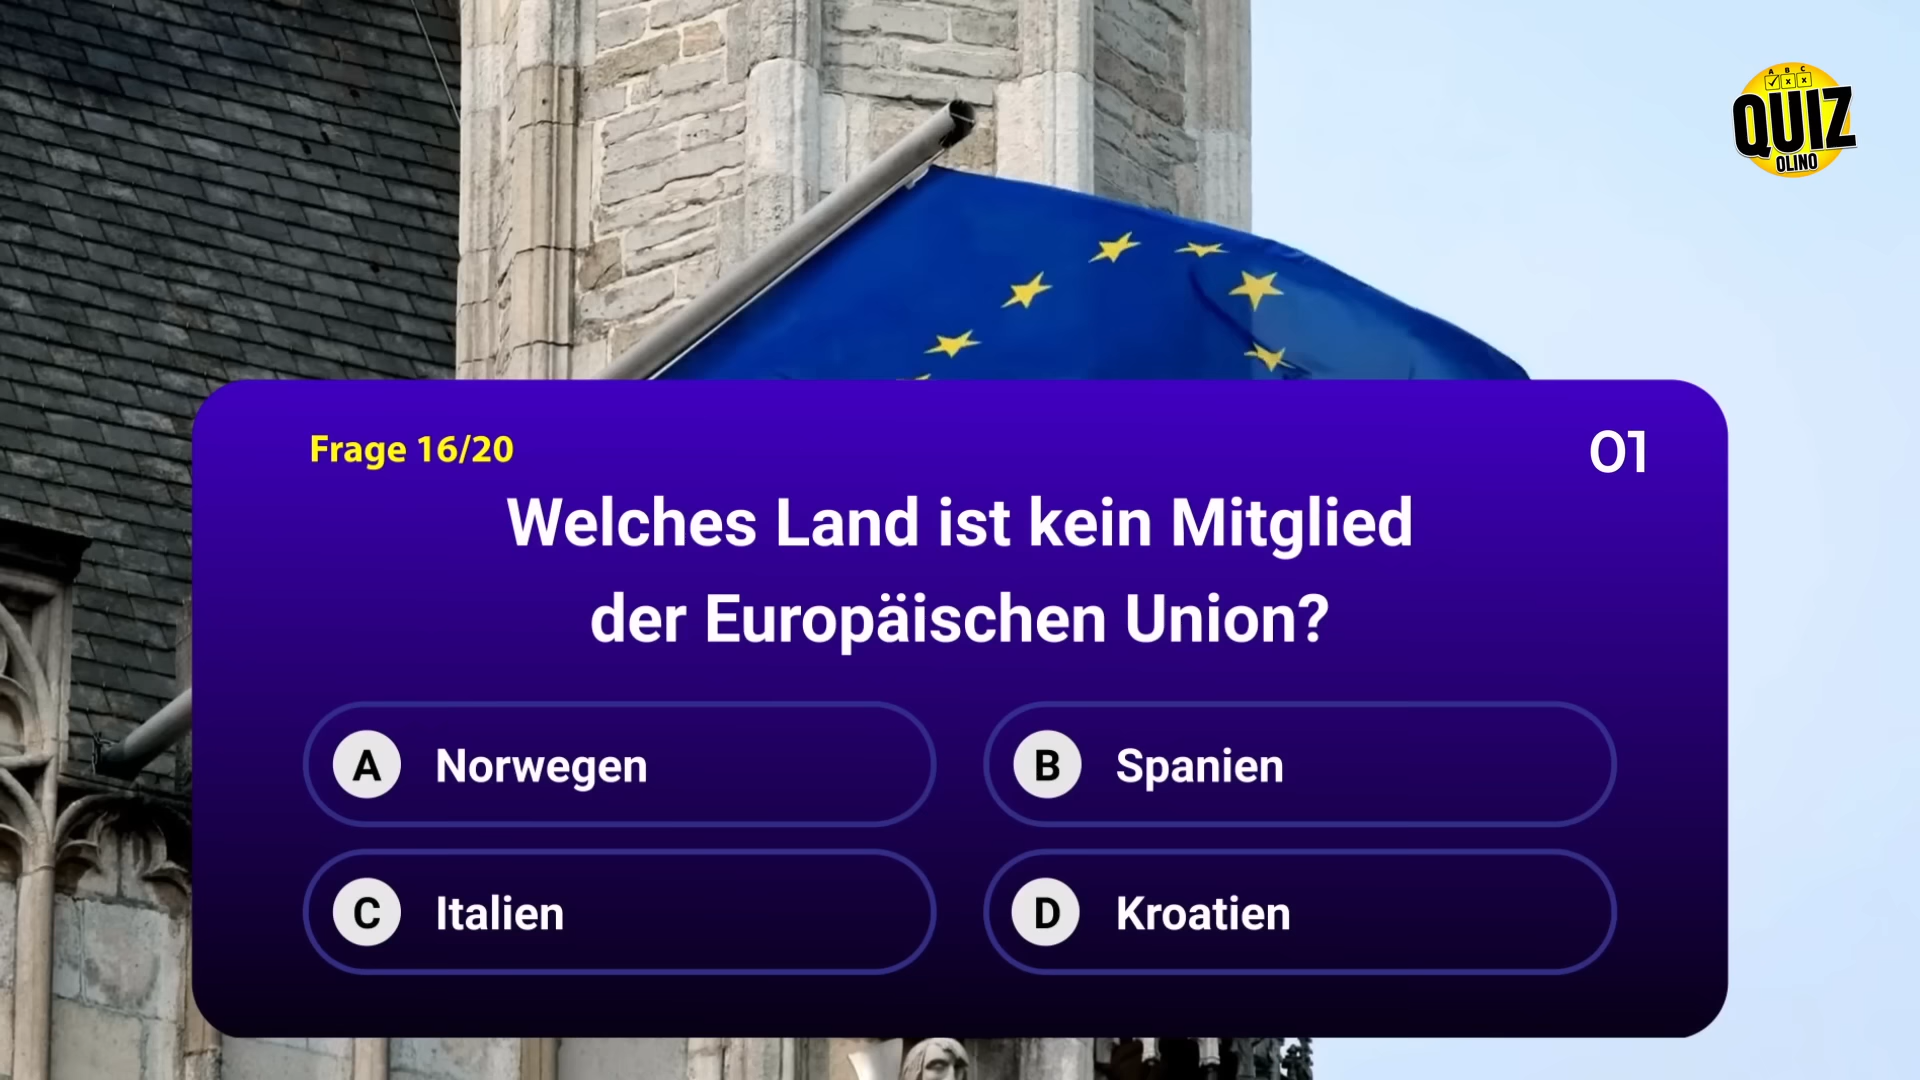 A B C
QUIZ
OLINO
Frage 16/20
01
Welches Land ist kein Mitglied
der Europäischen Union?
A Norwegen
B Spanien
C Italien
D Kroatien